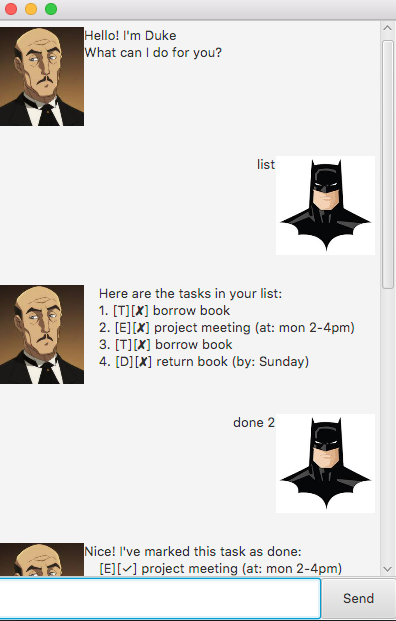 Hello! I'm Duke
What can I do for you?
list
Here are the tasks in your list:
1. [T][✘] borrow book
2. [E][✘] project meeting (at: mon 2-4pm)
3. [T][✘] borrow book
4. [D][✘] return book (by: Sunday)
done 2
Nice! I've marked this task as done:
[E][✓] project meeting (at: mon 2-4pm)
Send